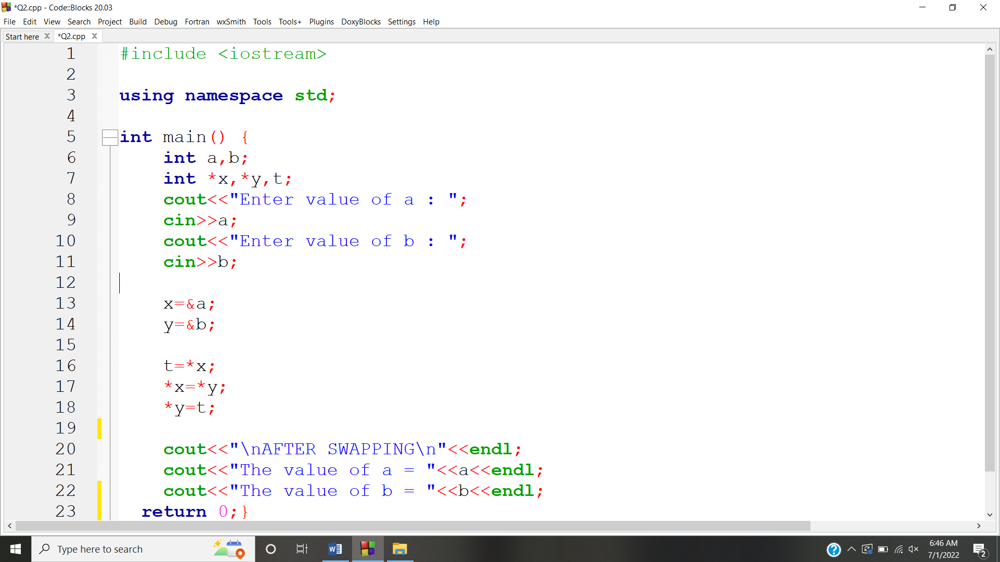 *Q2.cpp - Code::Blocks 20.03
File Edit View Search Project Build Debug Fortran wxSmith Tools Tools+ Plugins DoxyBlocks Settings Help
Start here X *Q2.cpp X
1 #include <iostream>
2
3 using namespace std;
4
5 int main() {
6 int a,b;
7 int *x,*y,t;
8 cout<<"Enter value of a : ";
9 cin>>a;
10 cout<<"Enter value of b : ";
11 cin>>b;
12
13 x=&a;
14 y=&b;
15
16 t=*x;
17 *x=*y;
18 *y=t;
19
20 cout<<"\nAFTER SWAPPING\n"<<endl;
21 cout<<"The value of a = "<<a<<endl;
22 cout<<"The value of b = "<<b<<endl;
23 return 0;}
Type here to search
6:46 AM
7/1/2022
2